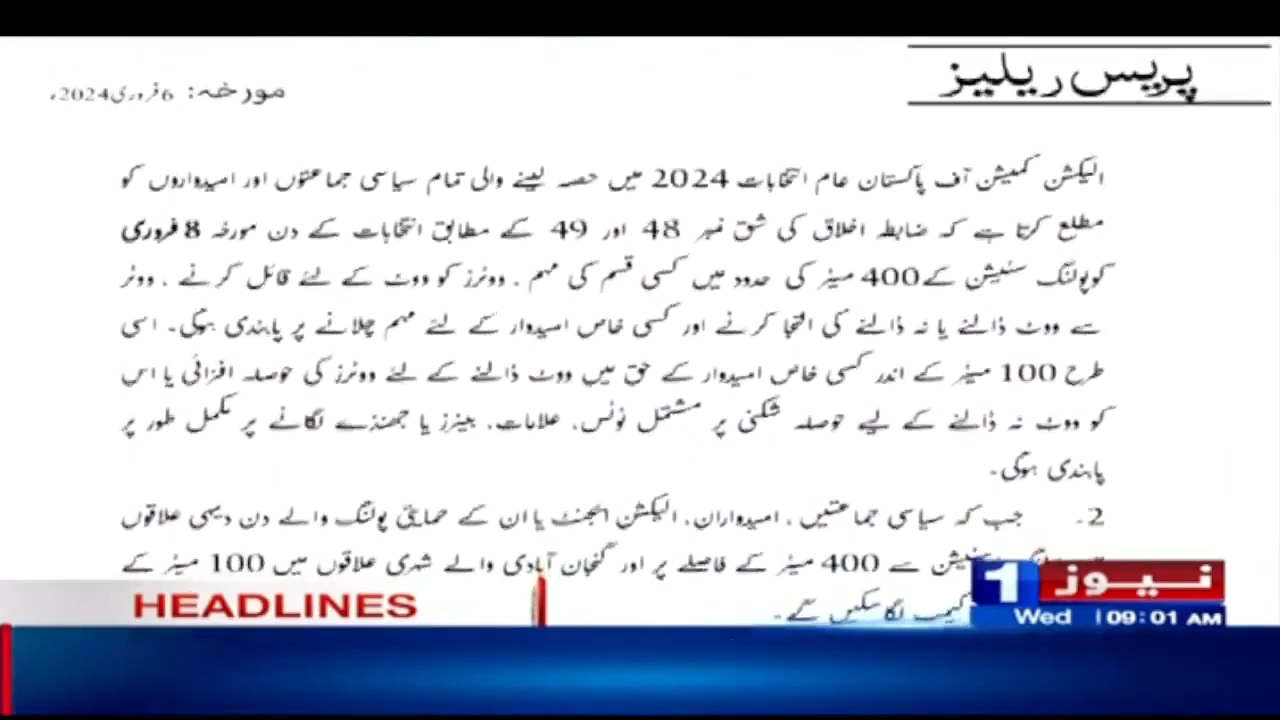 پریس ریلیز
مورخہ: 6 فروری 2024ء
الیکشن کمیشن آف پاکستان عام انتخابات 2024 میں حصہ لینے والی تمام سیاسی جماعتوں اور امیدواروں کو
مطلع کرتا ہے کہ ضابطہ اخلاق کی شق نمبر 48 اور 49 کے مطابق انتخابات کے دن مورخہ 8 فروری
کو پولنگ سٹیشن کے 400 میٹر کی حدود میں کسی قسم کی مہم ، ووٹرز کو ووٹ کے لئے قائل کرنے ، ووٹر
سے ووٹ ڈالنے یا نہ ڈالنے کی التجا کرنے اور کسی خاص امیدوار کے لئے مہم چلانے پر پابندی ہوگی۔ اسی
طرح 100 میٹر کے اندر کسی خاص امیدوار کے حق میں ووٹ ڈالنے کے لئے ووٹرز کی حوصلہ افزائی یا اس
کو ووٹ نہ ڈالنے کے لیے حوصلہ شکنی پر مشتمل نوٹس، علامات، بینرز یا جھنڈے لگانے پر مکمل طور پر
پابندی ہوگی۔
2۔ جب کہ سیاسی جماعتیں ، امیدواران، الیکشن ایجنٹ یا ان کے حمایتی پولنگ والے دن دیہی علاقوں
سے 400 میٹر کے فاصلے پر اور گنجان آبادی والے شہری علاقوں میں 100 میٹر کے
کیمپ لگا سکیں گے۔
HEADLINES
1 نیوز
Wed 09:01 AM